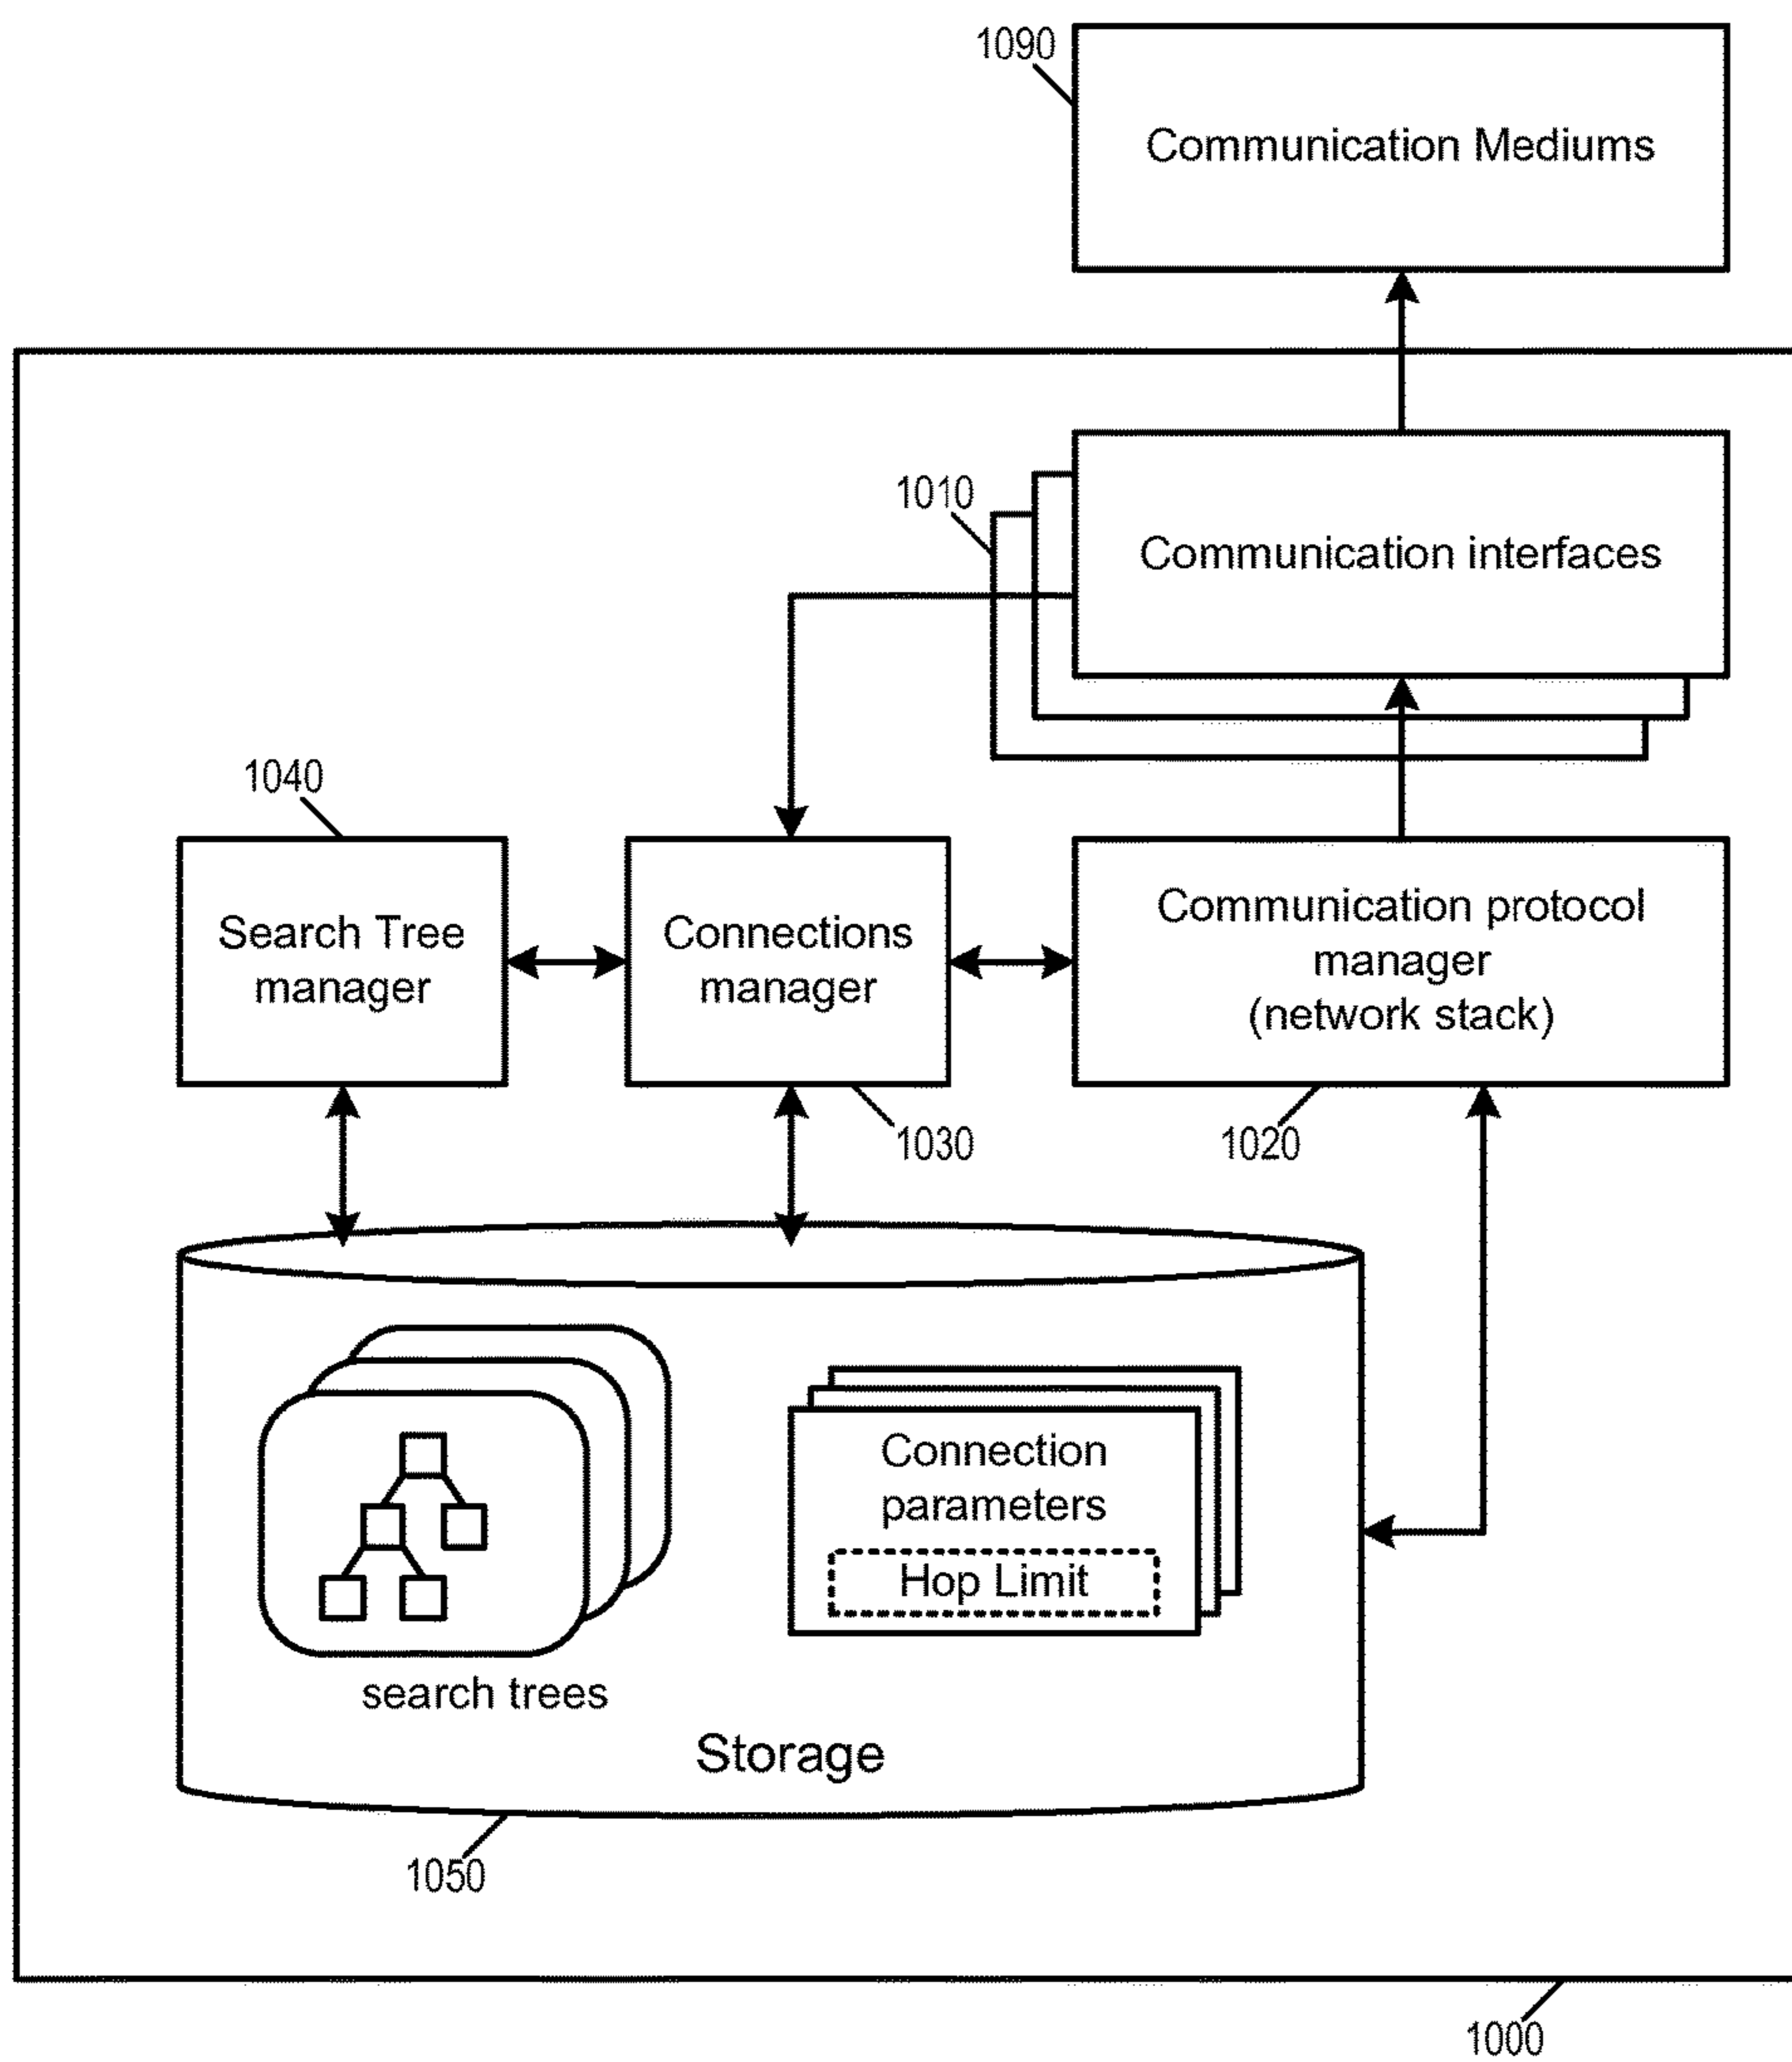 1090
Communication Mediums
1010
Communication interfaces
1040
Search Tree
manager
Connections
manager
Communication protocol
manager
(network stack)
1030
1020
Connection
parameters
Hop Limit
search trees
Storage
1050
1000